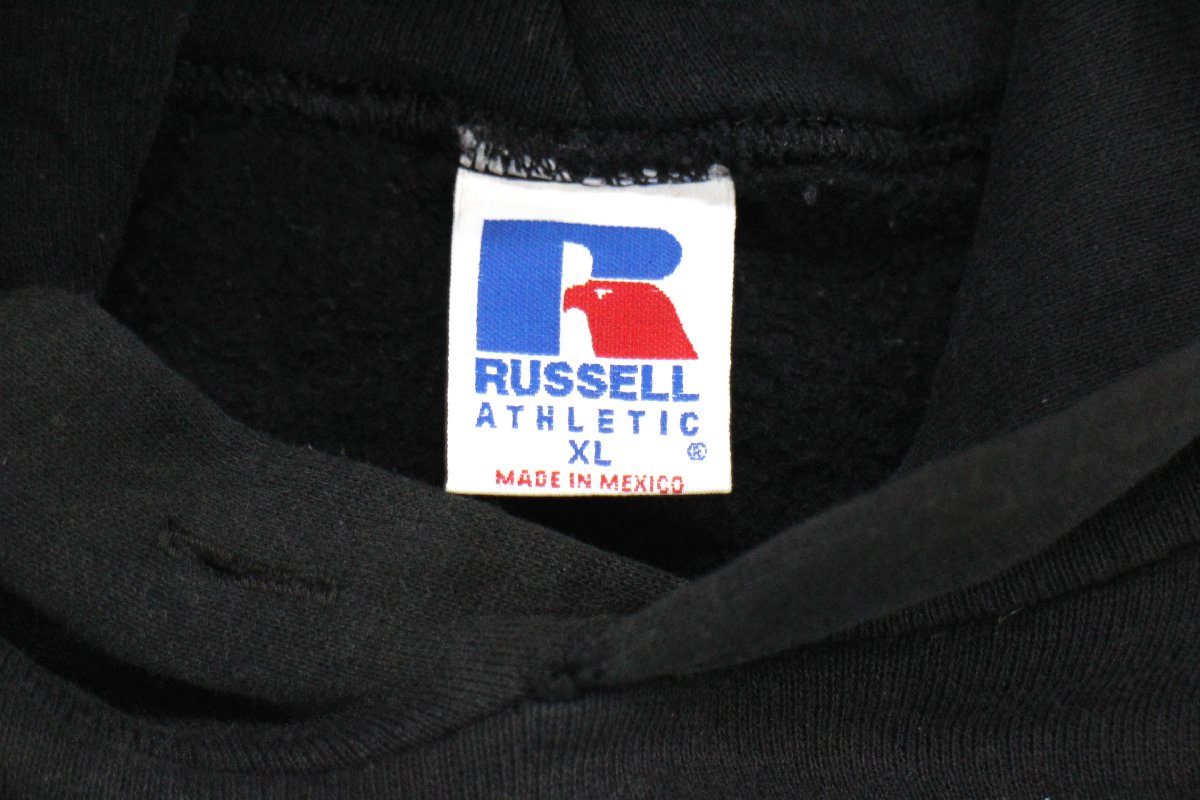 R
RUSSELL
ATHLETIC
XL ®
MADE IN MEXICO